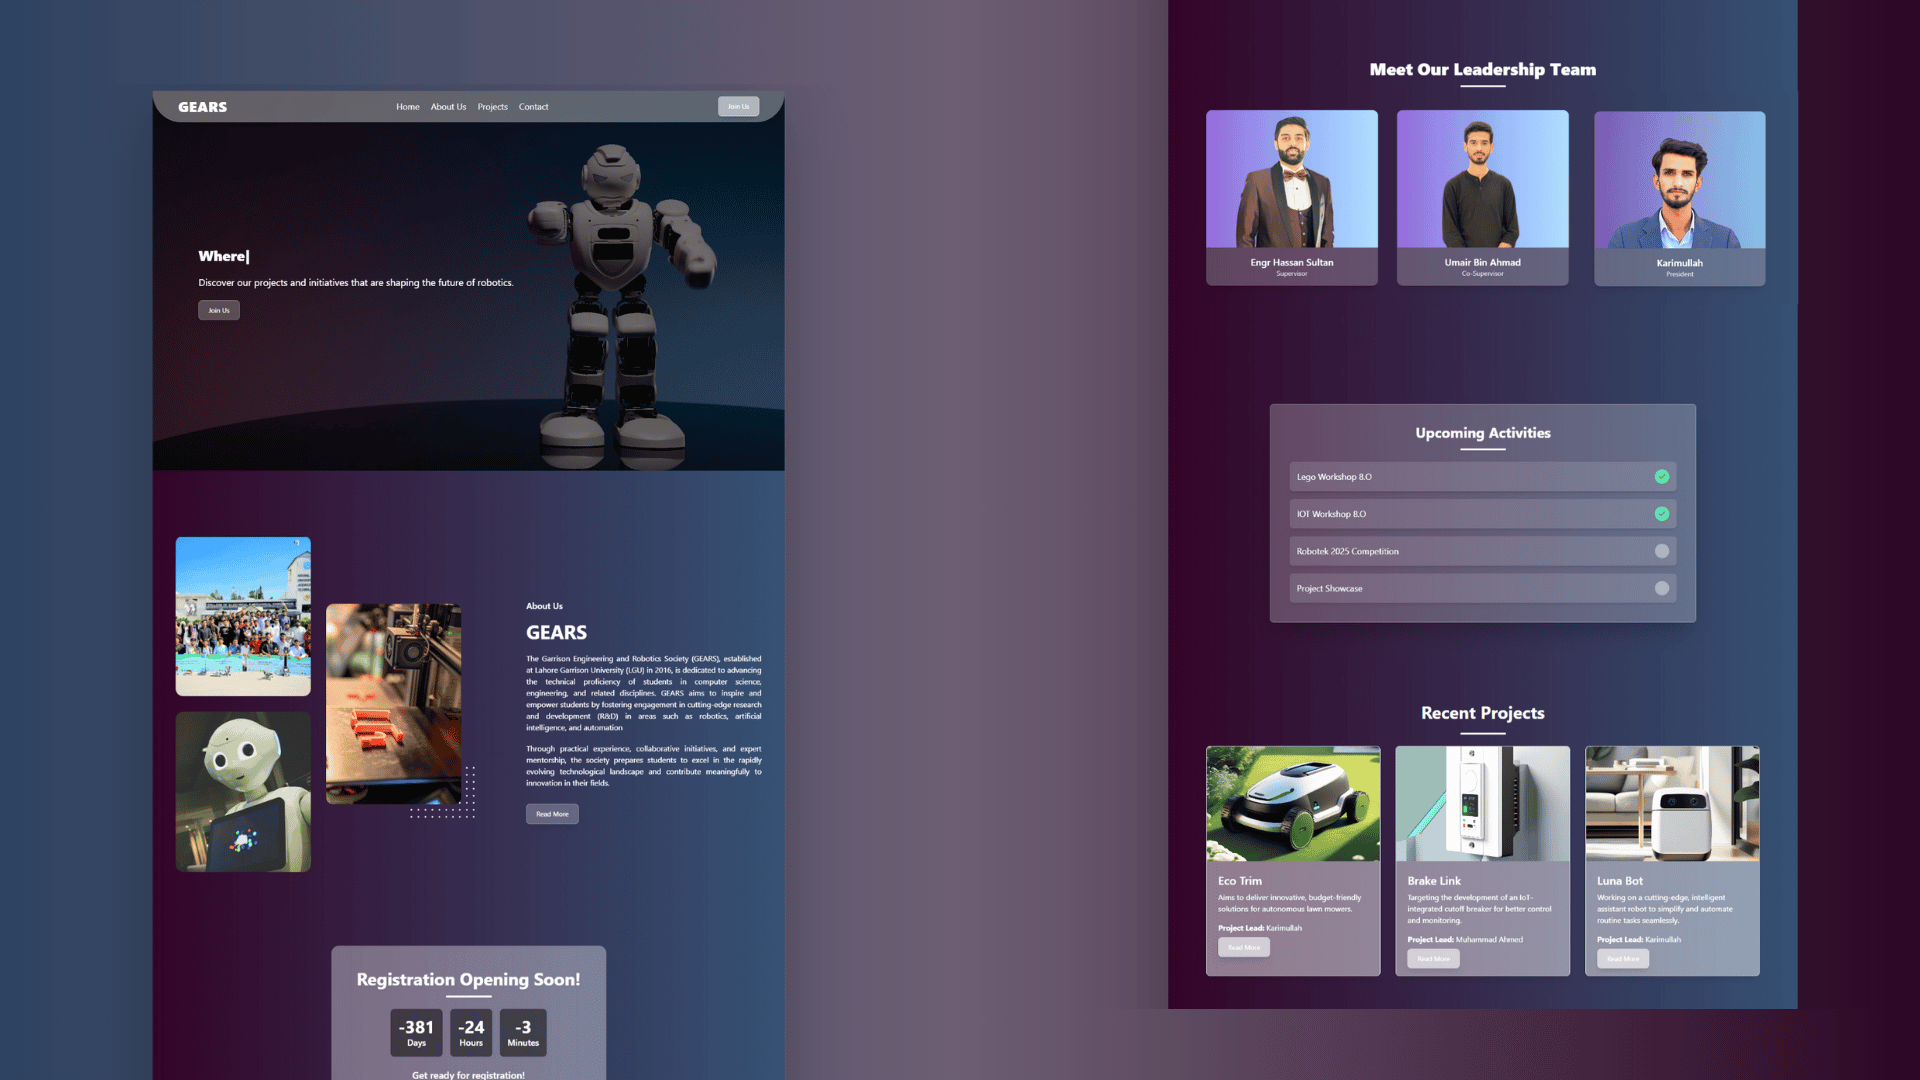 GEARS
Home About Us Projects Contact
Join Us
Where|
Discover our projects and initiatives that are shaping the future of robotics.
Join Us
About Us
GEARS
The Garrison Engineering and Robotics Society (GEARS), established
at Lahore Garrison University (LGU) in 2016, is dedicated to advancing
the technical proficiency of students in computer science,
engineering, and related disciplines. GEARS aims to inspire and
empower students by fostering engagement in cutting-edge research
and development (R&D) in areas such as robotics, artificial
intelligence, and automation
Through practical experience, collaborative initiatives, and expert
mentorship, the society prepares students to excel in the rapidly
evolving technological landscape and contribute meaningfully to
innovation in their fields.
Read More
Registration Opening Soon!
-381 -24 -3
Days Hours Minutes
Get ready for registration!
Meet Our Leadership Team
Engr Hassan Sultan
Supervisor
Umair Bin Ahmad
Co-Supervisor
Karimullah
President
Upcoming Activities
Lego Workshop 8.O
IOT Workshop 8.O
Robotek 2025 Competition
Project Showcase
Recent Projects
Eco Trim
Aims to deliver innovative, budget-friendly
solutions for autonomous lawn mowers.
Project Lead: Karimullah
Read More
Brake Link
Targeting the development of an IoT-
integrated cutoff breaker for better control
and monitoring.
Project Lead: Muhammad Ahmed
Read More
Luna Bot
Working on a cutting-edge, intelligent
assistant robot to simplify and automate
routine tasks seamlessly.
Project Lead: Karimullah
Read More